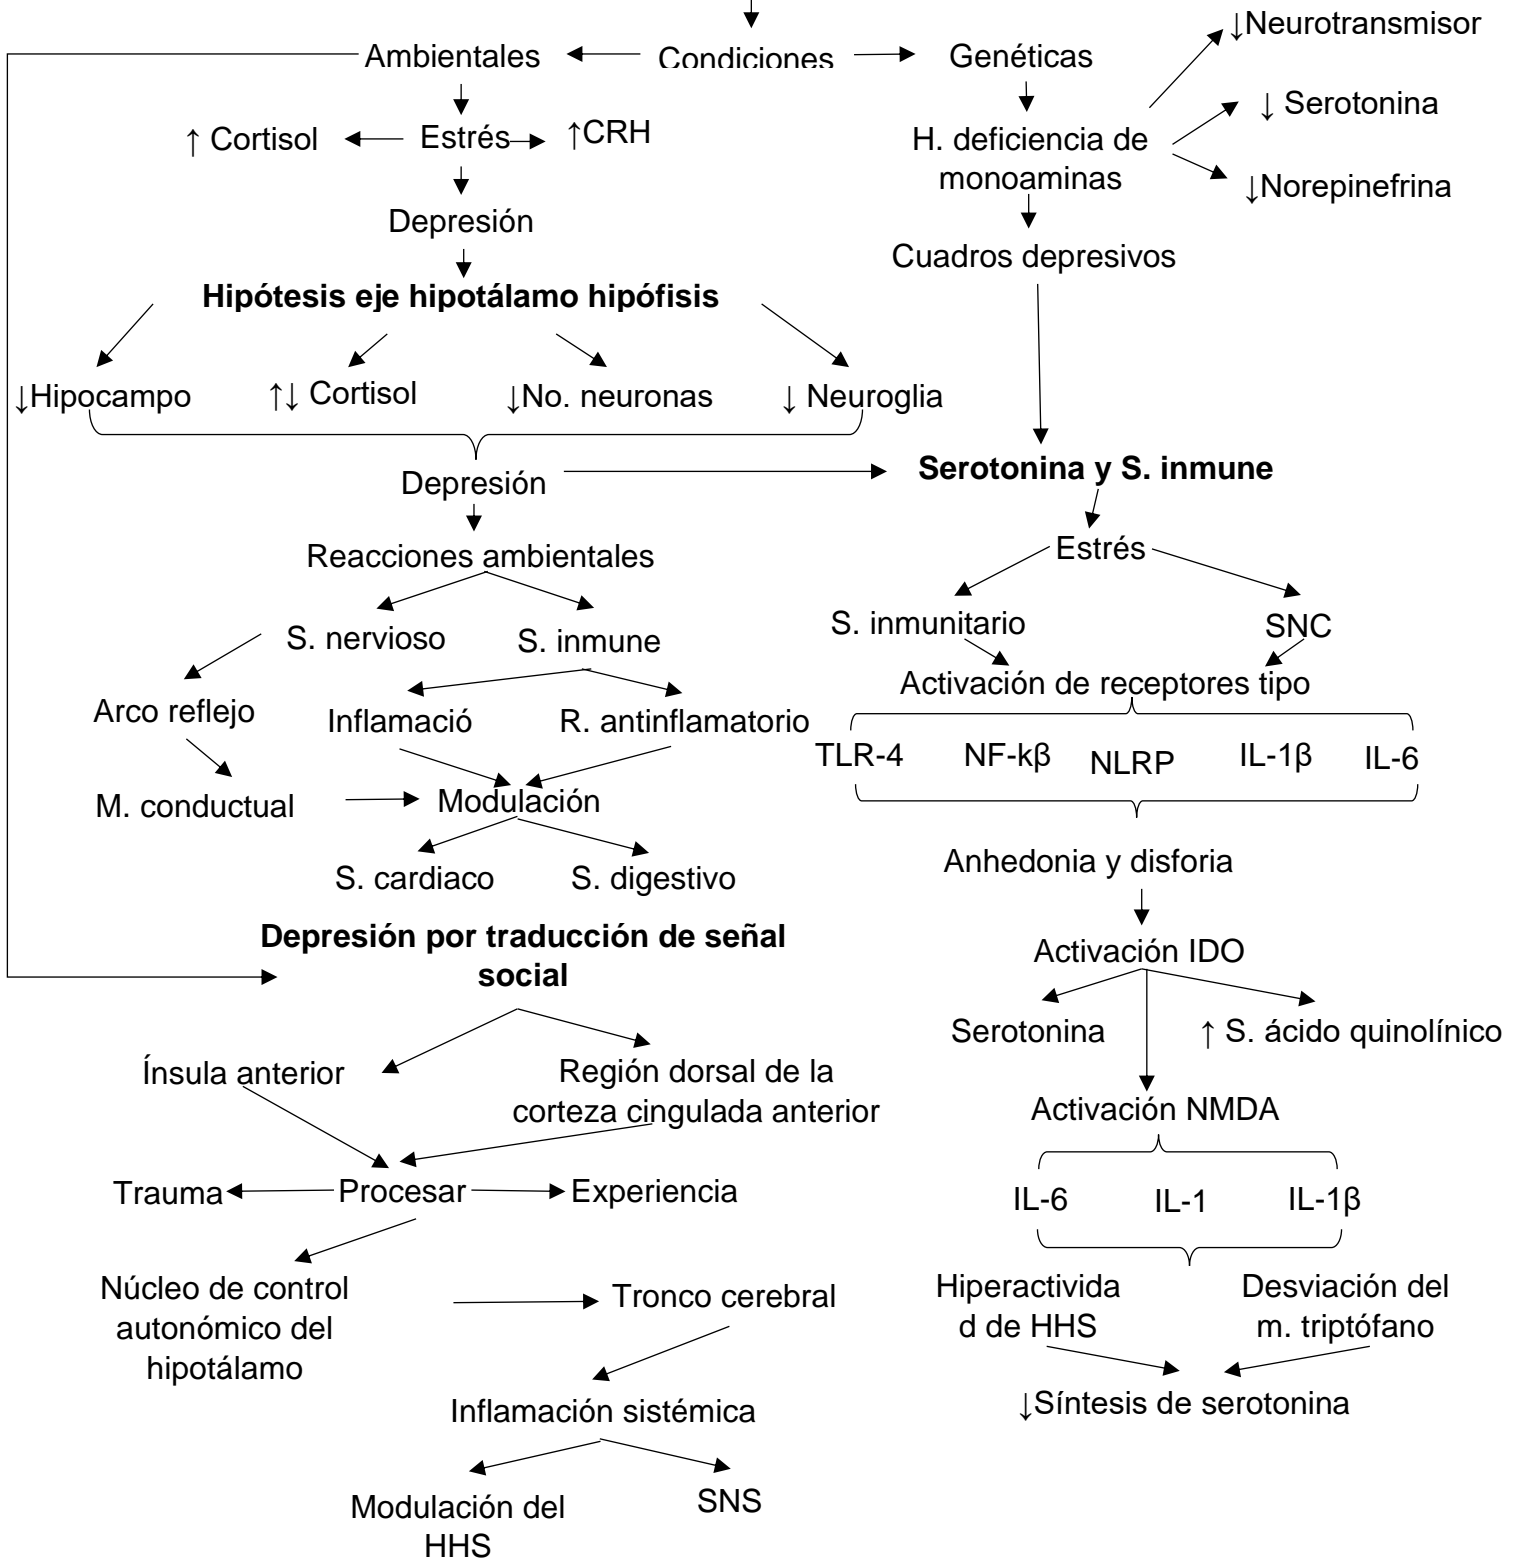 ↓Neurotransmisor
Ambientales
Condiciones
Genéticas
↓ Serotonina
↑ Cortisol
Estrés
↑CRH
H. deficiencia de
monoaminas
↓Norepinefrina
Depresión
Cuadros depresivos
Hipótesis eje hipotálamo hipófisis
↓Hipocampo
↑↓ Cortisol
↓No. neuronas
↓ Neuroglia
Depresión
Serotonina y S. inmune
Reacciones ambientales
Estrés
S. nervioso
S. inmune
S. inmunitario
SNC
Activación de receptores tipo
Arco reflejo
Inflamació
R. antinflamatorio
TLR-4
NF-kβ
NLRP
IL-1β
IL-6
M. conductual
Modulación
S. cardiaco
S. digestivo
Anhedonia y disforia
Depresión por traducción de señal
social
Activación IDO
Serotonina
↑ S. ácido quinolínico
Ínsula anterior
Región dorsal de la
corteza cingulada anterior
Activación NMDA
Trauma
Procesar
Experiencia
IL-6
IL-1
IL-1β
Núcleo de control
autonómico del
hipotálamo
Tronco cerebral
Hiperactivida
d de HHS
Desviación del
m. triptófano
↓Síntesis de serotonina
Inflamación sistémica
Modulación del
HHS
SNS